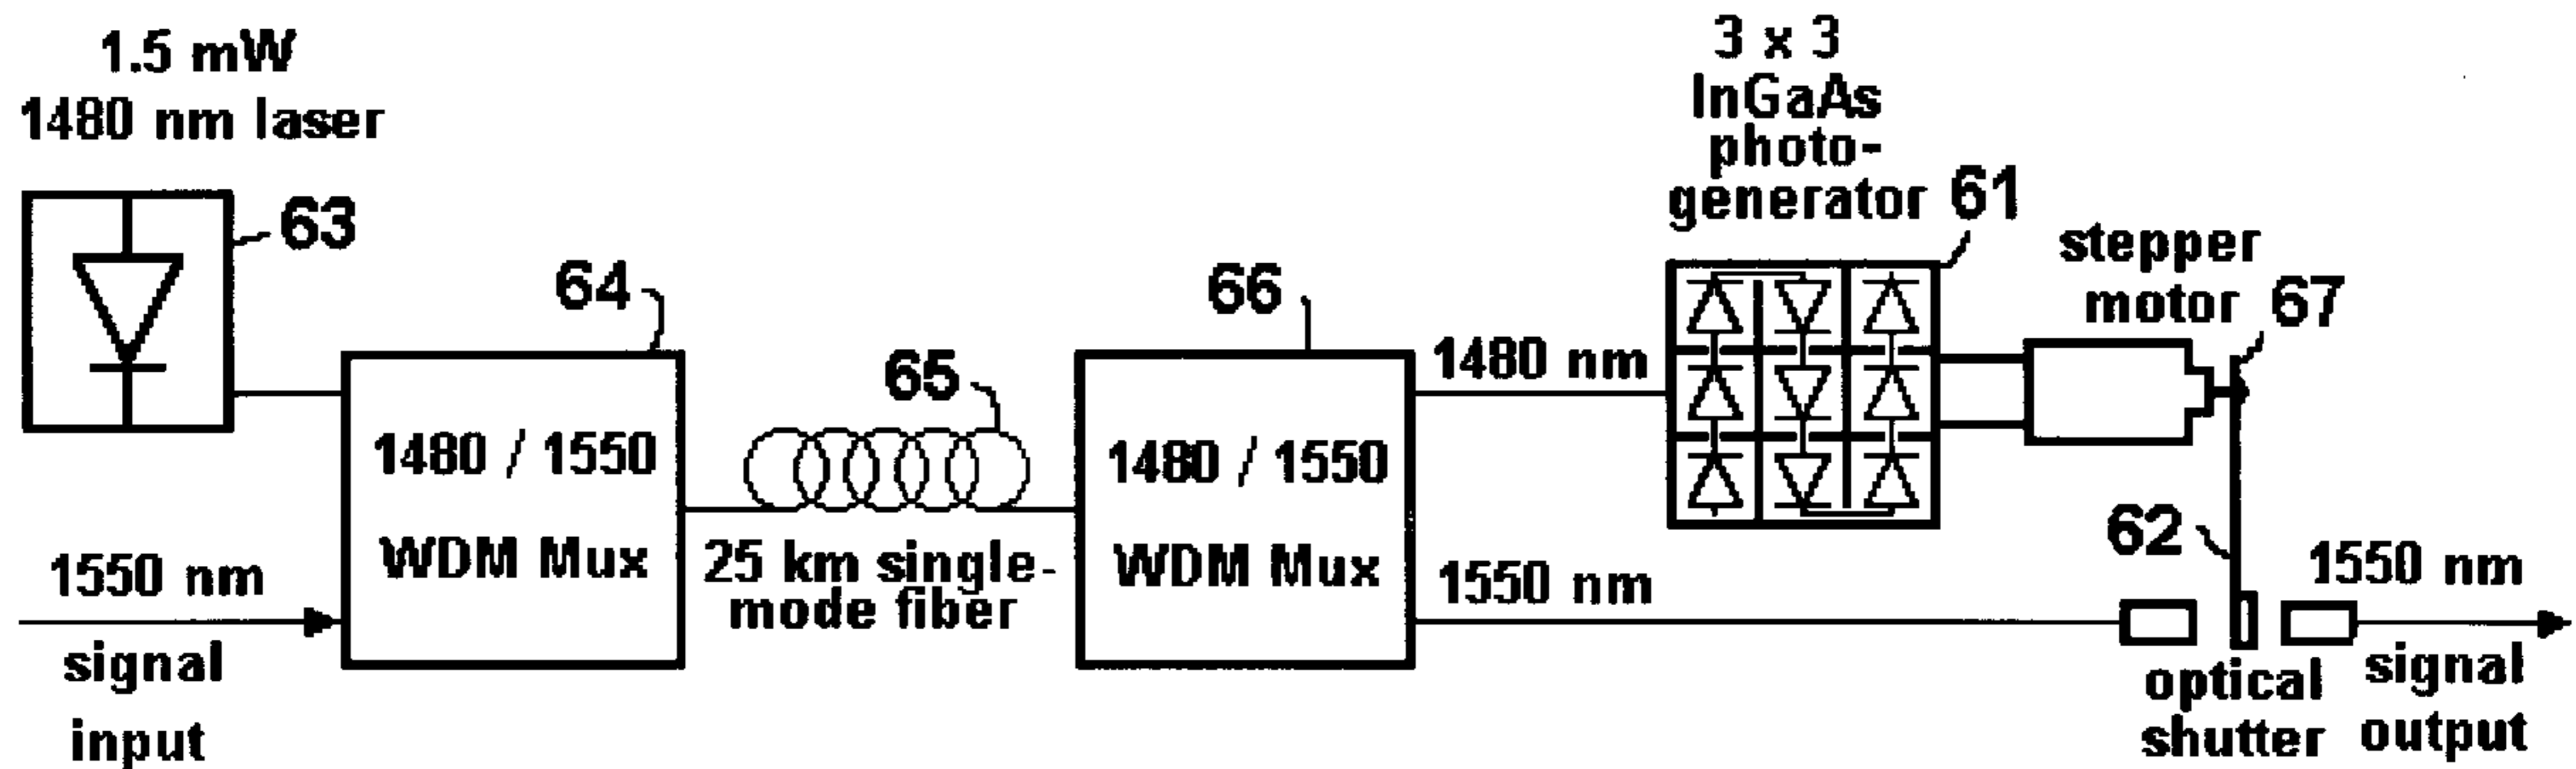 1.5 mW
1480 nm laser
63
1550 nm
signal
input
64
1480 / 1550
WDM Mux
65
25 km single-
mode fiber
66
1480 / 1550
WDM Mux
1480 nm
1550 nm
3 x 3
InGaAs
photo-
generator 61
stepper
motor 67
62
optical
shutter
1550 nm
signal
output